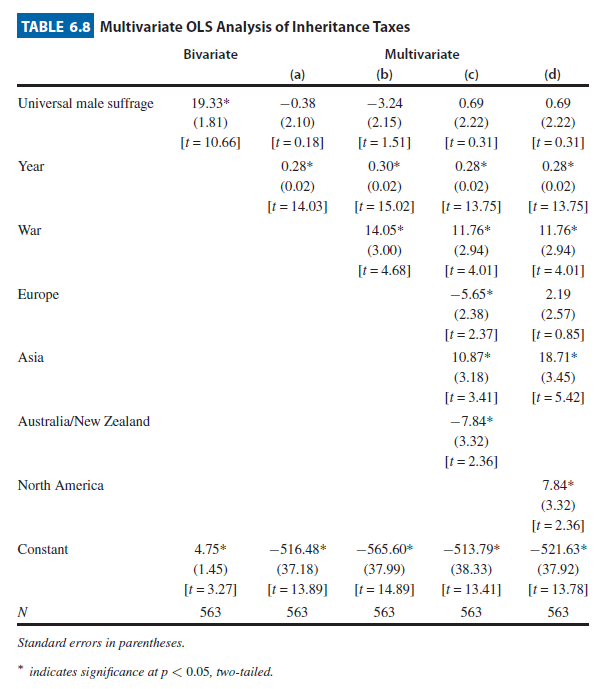 TABLE 6.8 Multivariate OLS Analysis of Inheritance Taxes
Bivariate Multivariate
(a) (b) (c) (d)
Universal male suffrage 19.33* −0.38 −3.24 0.69 0.69
(1.81) (2.10) (2.15) (2.22) (2.22)
[t = 10.66] [t = 0.18] [t = 1.51] [t = 0.31] [t = 0.31]
Year 0.28* 0.30* 0.28* 0.28*
(0.02) (0.02) (0.02) (0.02)
[t = 14.03] [t = 15.02] [t = 13.75] [t = 13.75]
War 14.05* 11.76* 11.76*
(3.00) (2.94) (2.94)
[t = 4.68] [t = 4.01] [t = 4.01]
Europe −5.65* 2.19
(2.38) (2.57)
[t = 2.37] [t = 0.85]
Asia 10.87* 18.71*
(3.18) (3.45)
[t = 3.41] [t = 5.42]
Australia/New Zealand −7.84*
(3.32)
[t = 2.36]
North America 7.84*
(3.32)
[t = 2.36]
Constant 4.75* −516.48* −565.60* −513.79* −521.63*
(1.45) (37.18) (37.99) (38.33) (37.92)
[t = 3.27] [t = 13.89] [t = 14.89] [t = 13.41] [t = 13.78]
N 563 563 563 563 563
Standard errors in parentheses.
* indicates significance at p < 0.05, two-tailed.